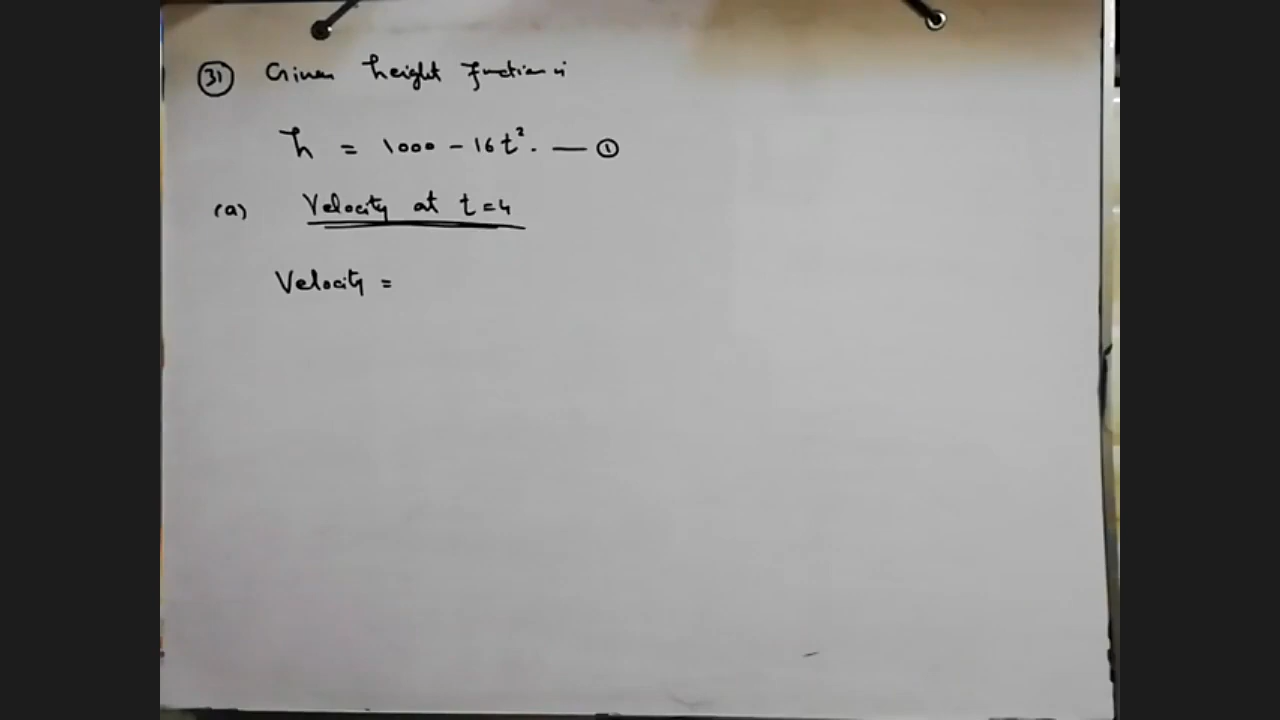 31 Given height function is
h = 1000 - 16t². — ①
(a) Velocity at t=4
Velocity =